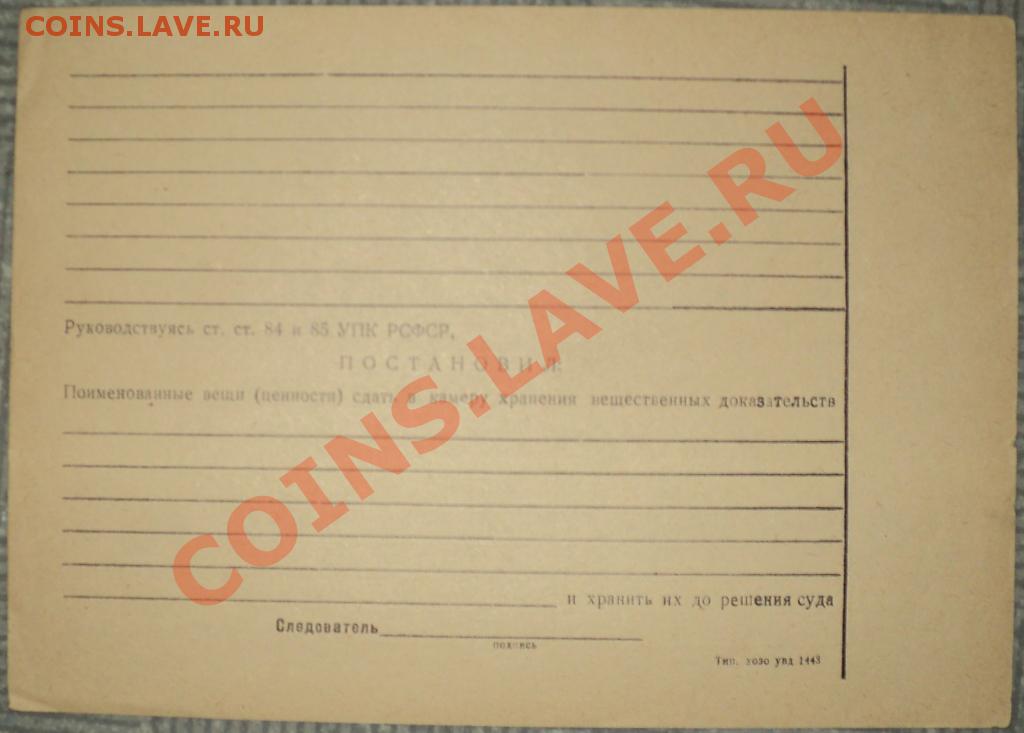 COINS.LAVE.RU
COINS.LAVE.RU
Руководствуясь ст. ст. 84 и 85 УПК РСФСР,
ПОСТАНОВИЛ:
Поименованные вещи (ценности) сдать в камеру хранения вещественных доказательств
и хранить их до решения суда
Следователь
подпись
Тип. хозо увд 1443